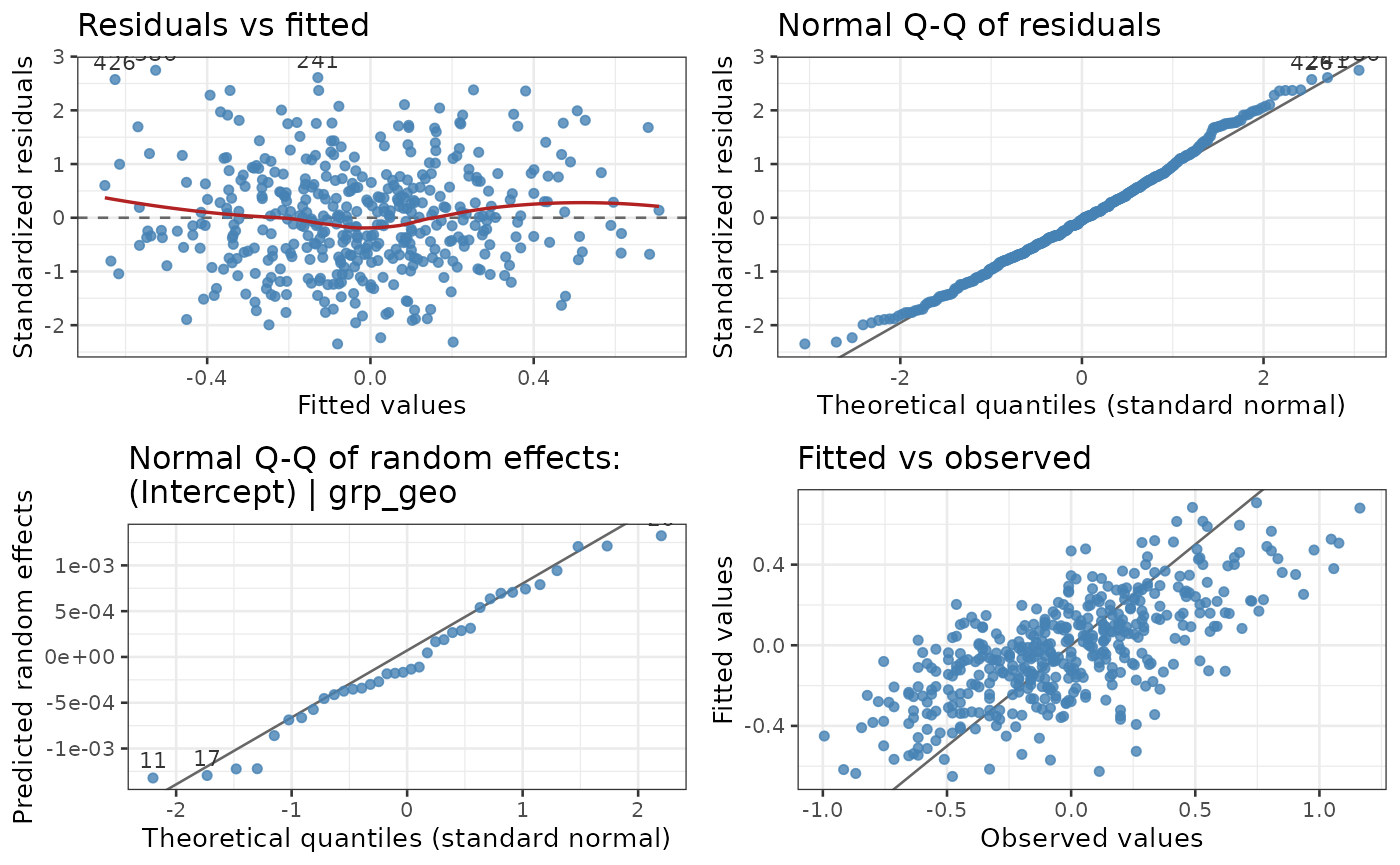 Residuals vs fitted
3
2
1
0
-1
-2
Standardized residuals
426
241
-0.4
0.0
0.4
Fitted values
Normal Q-Q of residuals
3
2
1
0
-1
-2
Standardized residuals
-2
0
2
Theoretical quantiles (standard normal)
Normal Q-Q of random effects:
(Intercept) | grp_geo
1e-03
5e-04
0e+00
-5e-04
-1e-03
Predicted random effects
11
17
-2
-1
0
1
2
Theoretical quantiles (standard normal)
Fitted vs observed
0.4
0.0
-0.4
Fitted values
-1.0
-0.5
0.0
0.5
1.0
Observed values